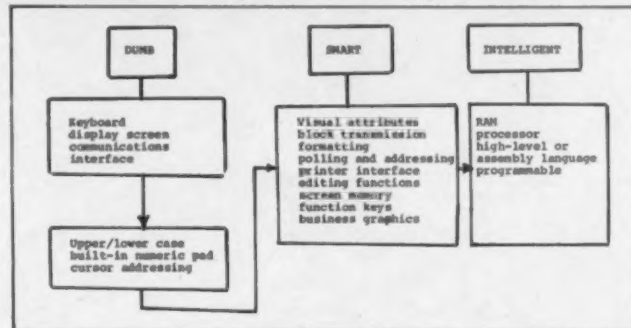 DUMB
SMART
INTELLIGENT
Keyboard
display screen
communications
interface
Upper/lower case
built-in numeric pad
cursor addressing
Visual attributes
block transmission
formatting
polling and addressing
printer interface
editing functions
screen memory
function keys
business graphics
RAM
processor
high-level or
assembly language
programmable